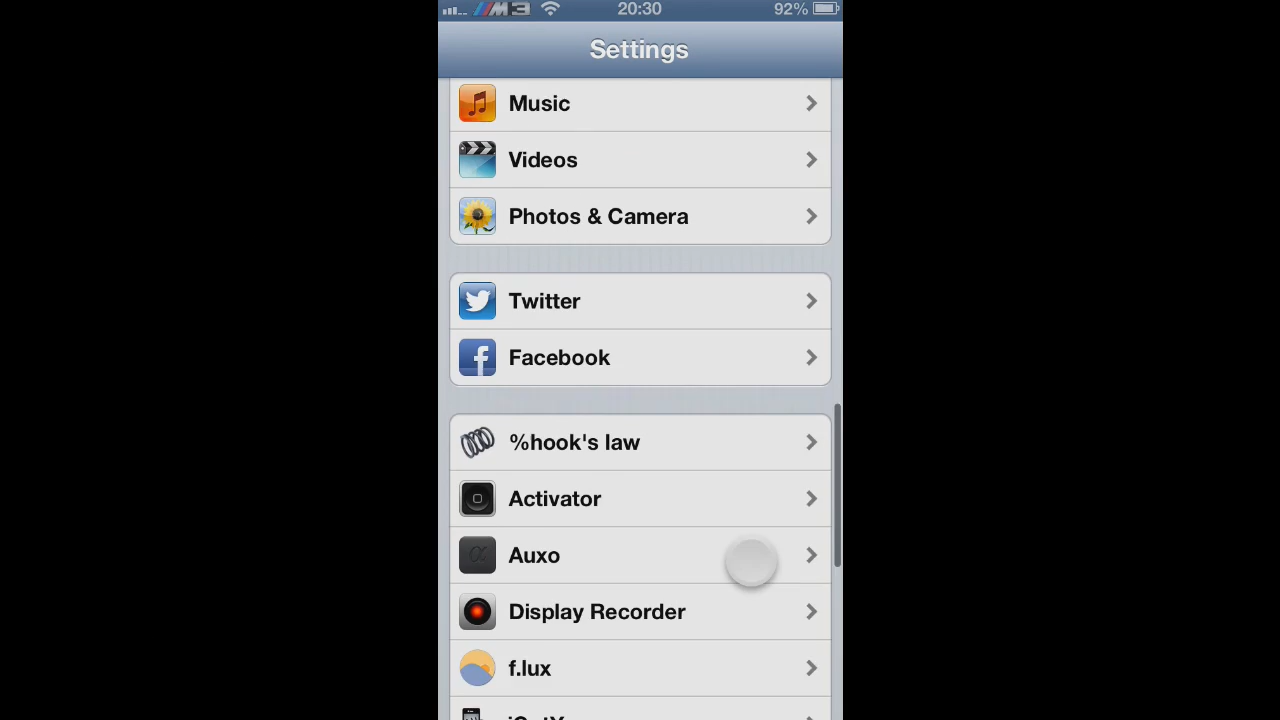 M3 20:30 92%
Settings
Music
Videos
Photos & Camera
Twitter
Facebook
%hook's law
Activator
Auxo
Display Recorder
f.lux